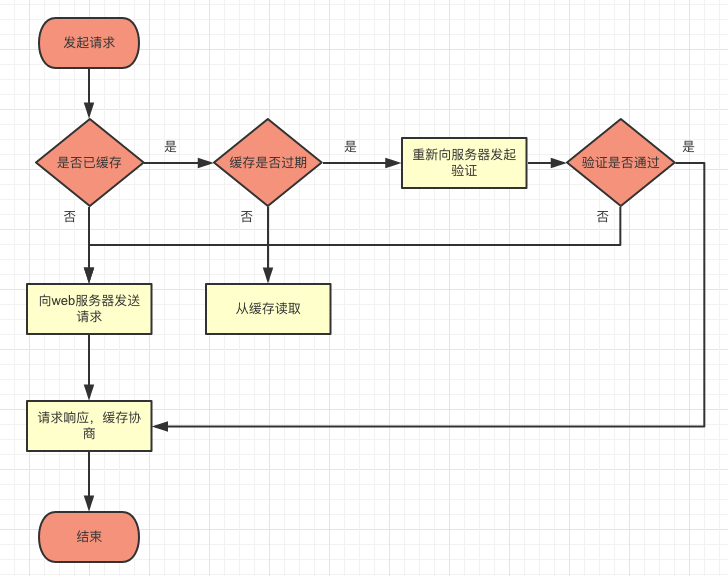 发起请求
是否已缓存
是
缓存是否过期
是
重新向服务器发起
验证
验证是否通过
是
否
否
否
向web服务器发送
请求
从缓存读取
请求响应，缓存协
商
结束